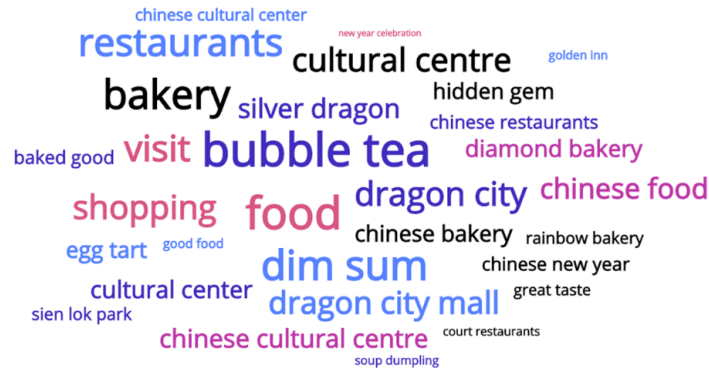 chinese cultural center
new year celebration
restaurants
cultural centre
golden inn
bakery
hidden gem
silver dragon
chinese restaurants
baked good
visit
bubble tea
diamond bakery
dragon city
chinese food
shopping
food
chinese bakery
rainbow bakery
egg tart
good food
dim sum
chinese new year
cultural center
dragon city mall
great taste
sien lok park
chinese cultural centre
court restaurants
soup dumpling